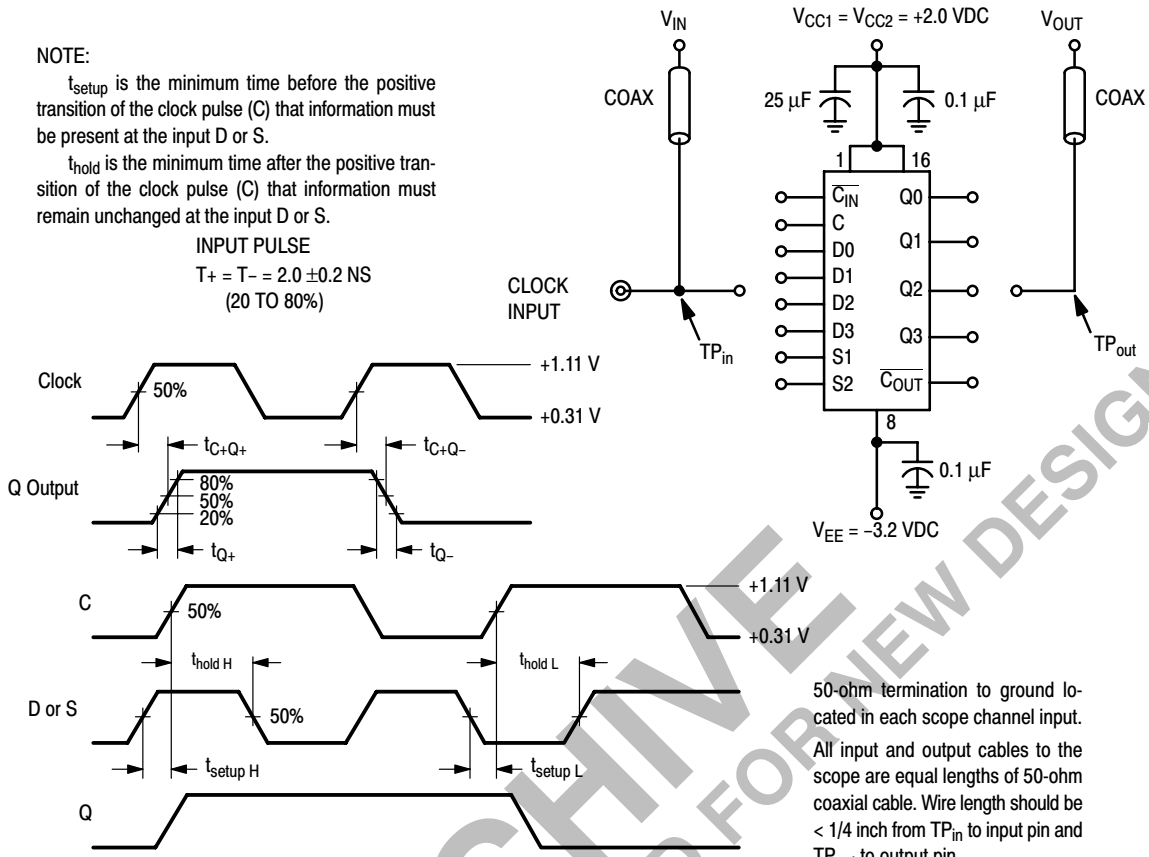 NOTE:
t_setup is the minimum time before the positive
transition of the clock pulse (C) that information must
be present at the input D or S.
t_hold is the minimum time after the positive tran-
sition of the clock pulse (C) that information must
remain unchanged at the input D or S.
INPUT PULSE
T+ = T− = 2.0 ±0.2 NS
(20 TO 80%)
V_IN
V_CC1 = V_CC2 = +2.0 VDC
V_OUT
COAX
25 µF
0.1 µF
COAX
1
16
C̅I̅N̅
C
D0
D1
D2
D3
S1
S2
Q0
Q1
Q2
Q3
C̅O̅U̅T̅
8
0.1 µF
V_EE = −3.2 VDC
CLOCK
INPUT
TP_in
TP_out
Clock
50%
+1.11 V
+0.31 V
t_C+Q+
t_C+Q−
Q Output
80%
50%
20%
t_Q+
t_Q−
C
50%
+1.11 V
+0.31 V
t_hold H
t_hold L
D or S
50%
t_setup H
t_setup L
Q
50-ohm termination to ground lo-
cated in each scope channel input.
All input and output cables to the
scope are equal lengths of 50-ohm
coaxial cable. Wire length should be
< 1/4 inch from TP_in to input pin and
to output pin
CHIVE
FOR NEW DESIGN